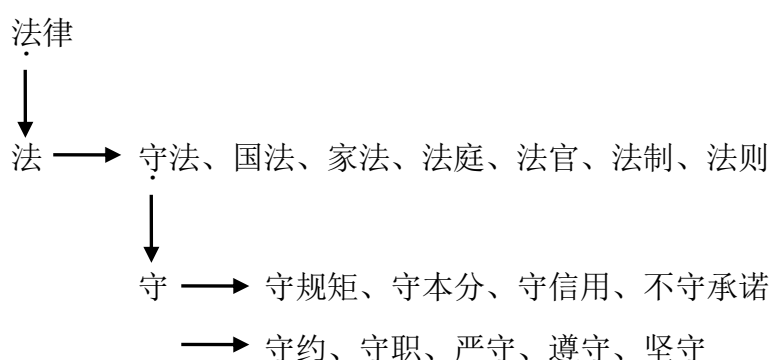 法律
法 守法、国法、家法、法庭、法官、法制、法则
守 守规矩、守本分、守信用、不守承诺
守约、守职、严守、遵守、坚守